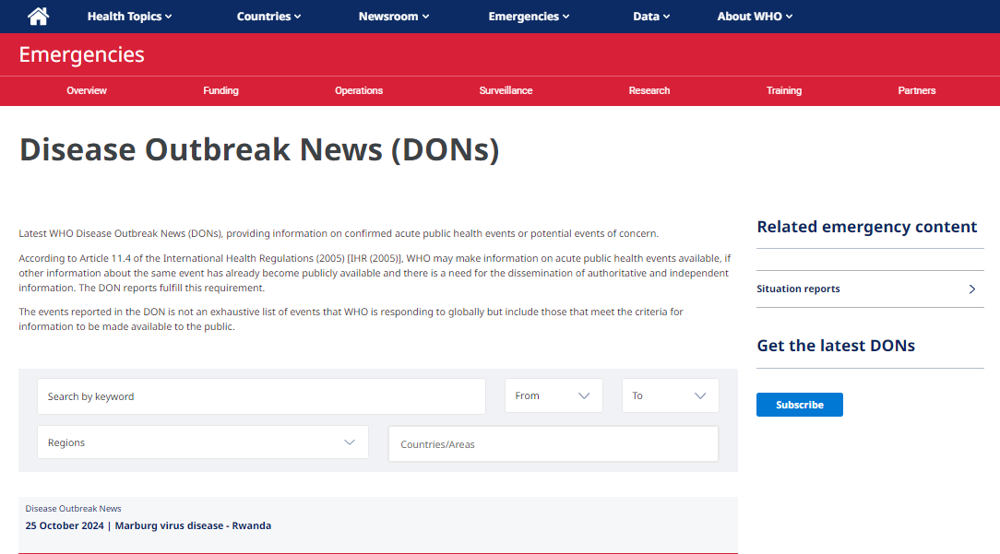 Health Topics
Countries
Newsroom
Emergencies
Data
About WHO
Emergencies
Overview
Funding
Operations
Surveillance
Research
Training
Partners
Disease Outbreak News (DONs)
Latest WHO Disease Outbreak News (DONs), providing information on confirmed acute public health events or potential events of concern.
According to Article 11.4 of the International Health Regulations (2005) [IHR (2005)], WHO may make information on acute public health events available, if
other information about the same event has already become publicly available and there is a need for the dissemination of authoritative and independent
information. The DON reports fulfill this requirement.
The events reported in the DON is not an exhaustive list of events that WHO is responding to globally but include those that meet the criteria for
information to be made available to the public.
Related emergency content
Situation reports
Get the latest DONs
Subscribe
Search by keyword
From
To
Regions
Countries/Areas
Disease Outbreak News
25 October 2024 | Marburg virus disease - Rwanda